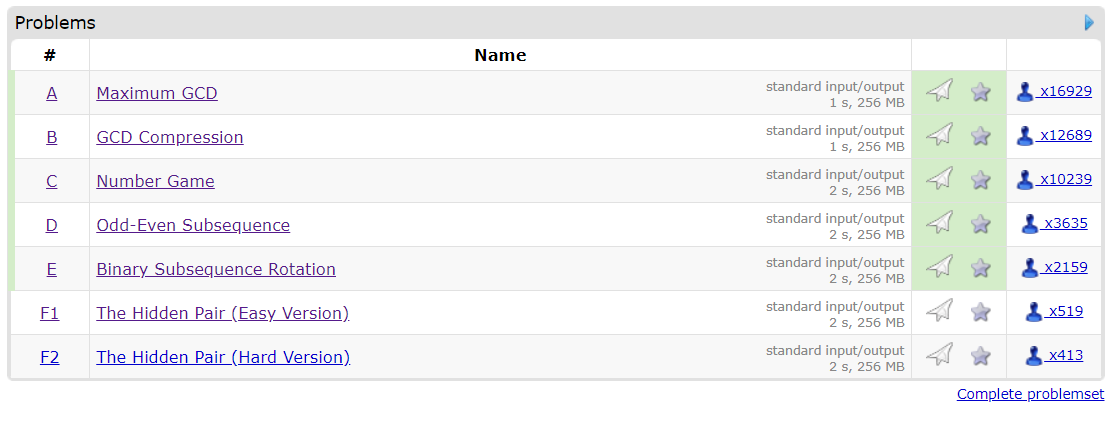 Problems
# Name
A Maximum GCD standard input/output x16929
1 s, 256 MB
B GCD Compression standard input/output x12689
1 s, 256 MB
C Number Game standard input/output x10239
2 s, 256 MB
D Odd-Even Subsequence standard input/output x3635
2 s, 256 MB
E Binary Subsequence Rotation standard input/output x2159
2 s, 256 MB
F1 The Hidden Pair (Easy Version) standard input/output x519
2 s, 256 MB
F2 The Hidden Pair (Hard Version) standard input/output x413
2 s, 256 MB
Complete problemset